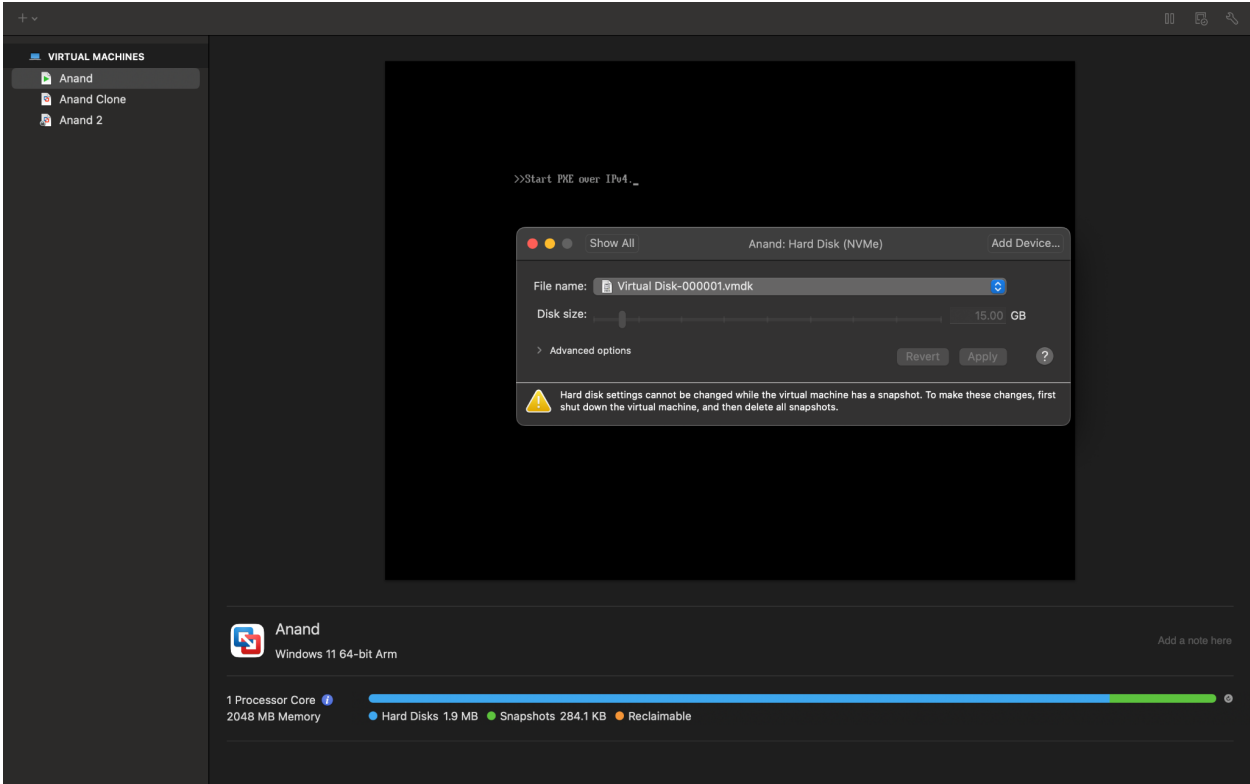 VIRTUAL MACHINES
Anand
Anand Clone
Anand 2
>>Start PXE over IPv4._
Show All
Anand: Hard Disk (NVMe)
Add Device...
File name: Virtual Disk-000001.vmdk
Disk size: 15.00 GB
Advanced options
Revert
Apply
?
Hard disk settings cannot be changed while the virtual machine has a snapshot. To make these changes, first
shut down the virtual machine, and then delete all snapshots.
Anand
Windows 11 64-bit Arm
Add a note here
1 Processor Core
2048 MB Memory
Hard Disks 1.9 MB Snapshots 284.1 KB Reclaimable